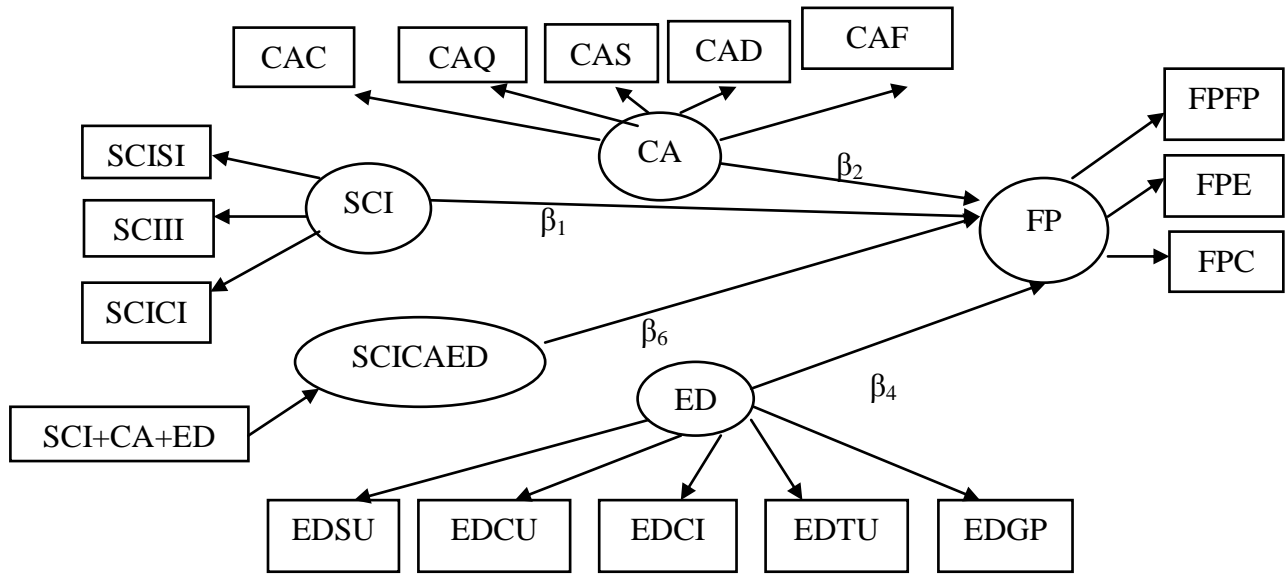 CAC
CAQ
CAS
CAD
CAF
FPFP
SCISI
CA
β2
FPE
SCI
SCIII
β1
FP
FPC
SCICI
β6
SCICAED
ED
β4
SCI+CA+ED
EDSU
EDCU
EDCI
EDTU
EDGP